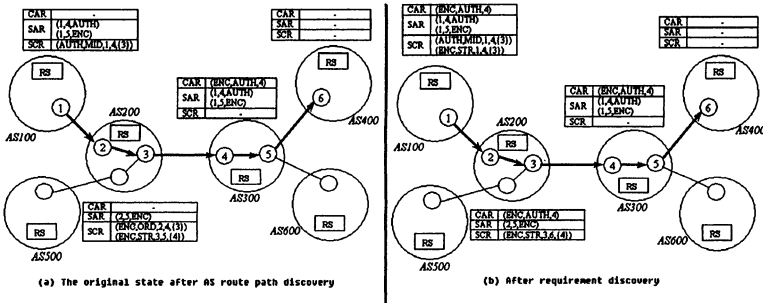 CAR -
SAR (1,4,AUTH)
(1,5,ENC)
SCR (AUTH,MID,1,4,{3})
RS
1
AS100
AS200
RS
2
3
CAR (ENC,AUTH,4)
SAR (1,4,AUTH)
(1,5,ENC)
SCR -
4
5
RS
AS300
CAR -
SAR -
SCR -
RS
6
AS400
RS
AS500
CAR -
SAR (2,5,ENC)
SCR (ENC,ORD,2,4,{3})
(ENC,STR,3,5,{4})
RS
AS600
(a) The original state after AS route path discovery
CAR (ENC,AUTH,4)
SAR (1,4,AUTH)
(1,5,ENC)
SCR (AUTH,MID,1,4,{3})
(ENC,STR,1,4,{3})
RS
1
AS100
AS200
RS
2
3
CAR (ENC,AUTH,4)
SAR (1,4,AUTH)
(1,5,ENC)
SCR -
4
5
RS
AS300
CAR -
SAR -
SCR -
RS
6
AS400
RS
AS500
CAR (ENC,AUTH,4)
SAR (2,5,ENC)
SCR (ENC,STR,3,6,{4})
RS
AS600
(b) After requirement discovery